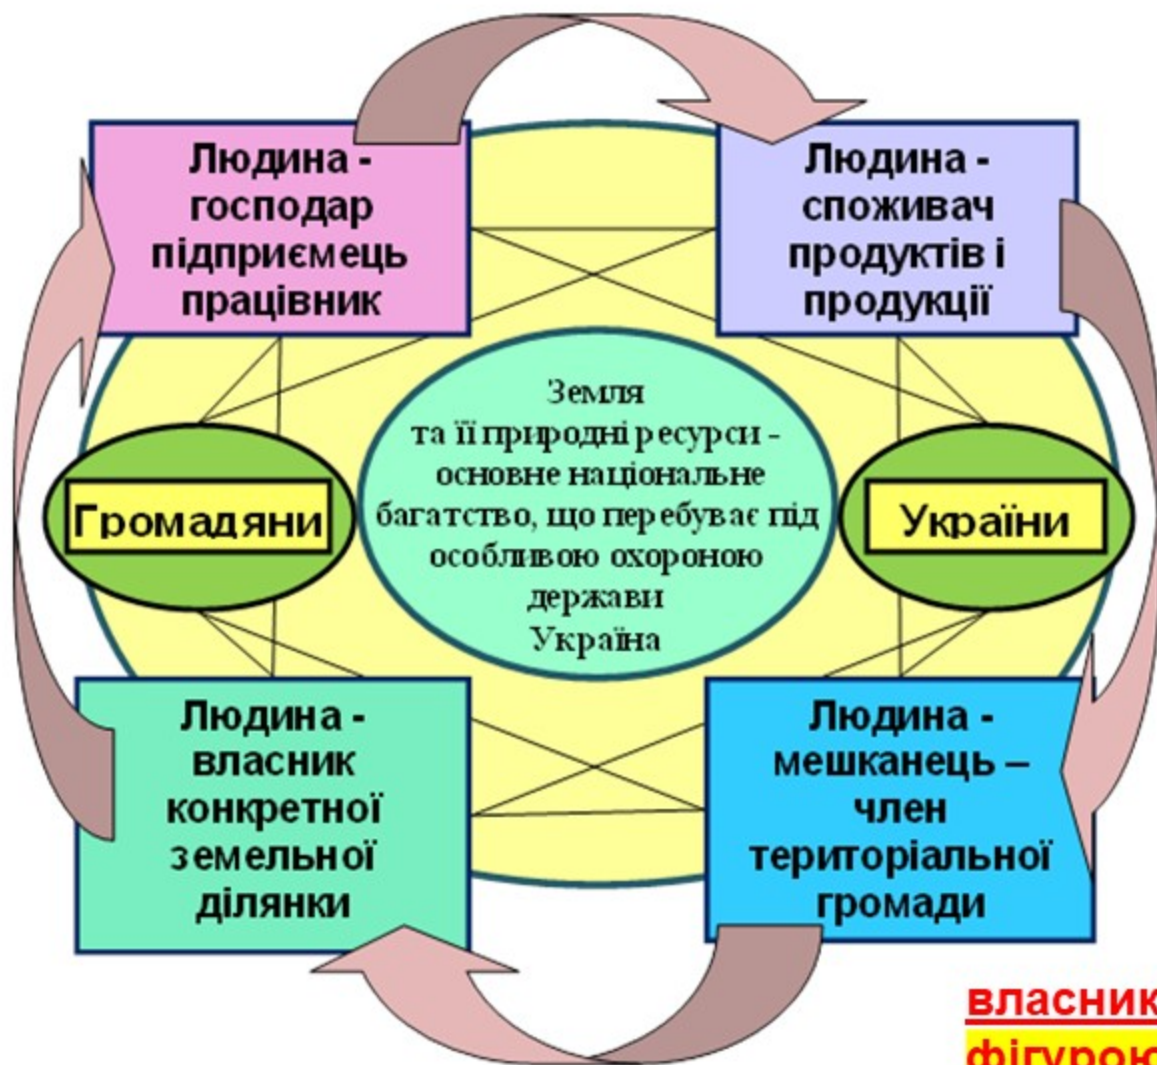 Людина -
господар
підприємець
працівник
Людина -
споживач
продуктів і
продукції
Земля
та її природні ресурси -
основне національне
багатство, що перебуває під
особливою охороною
держави
Україна
Громадяни
України
Людина -
власник
конкретної
земельної
ділянки
Людина -
мешканець –
член
територіальної
громади
власник
фігурою